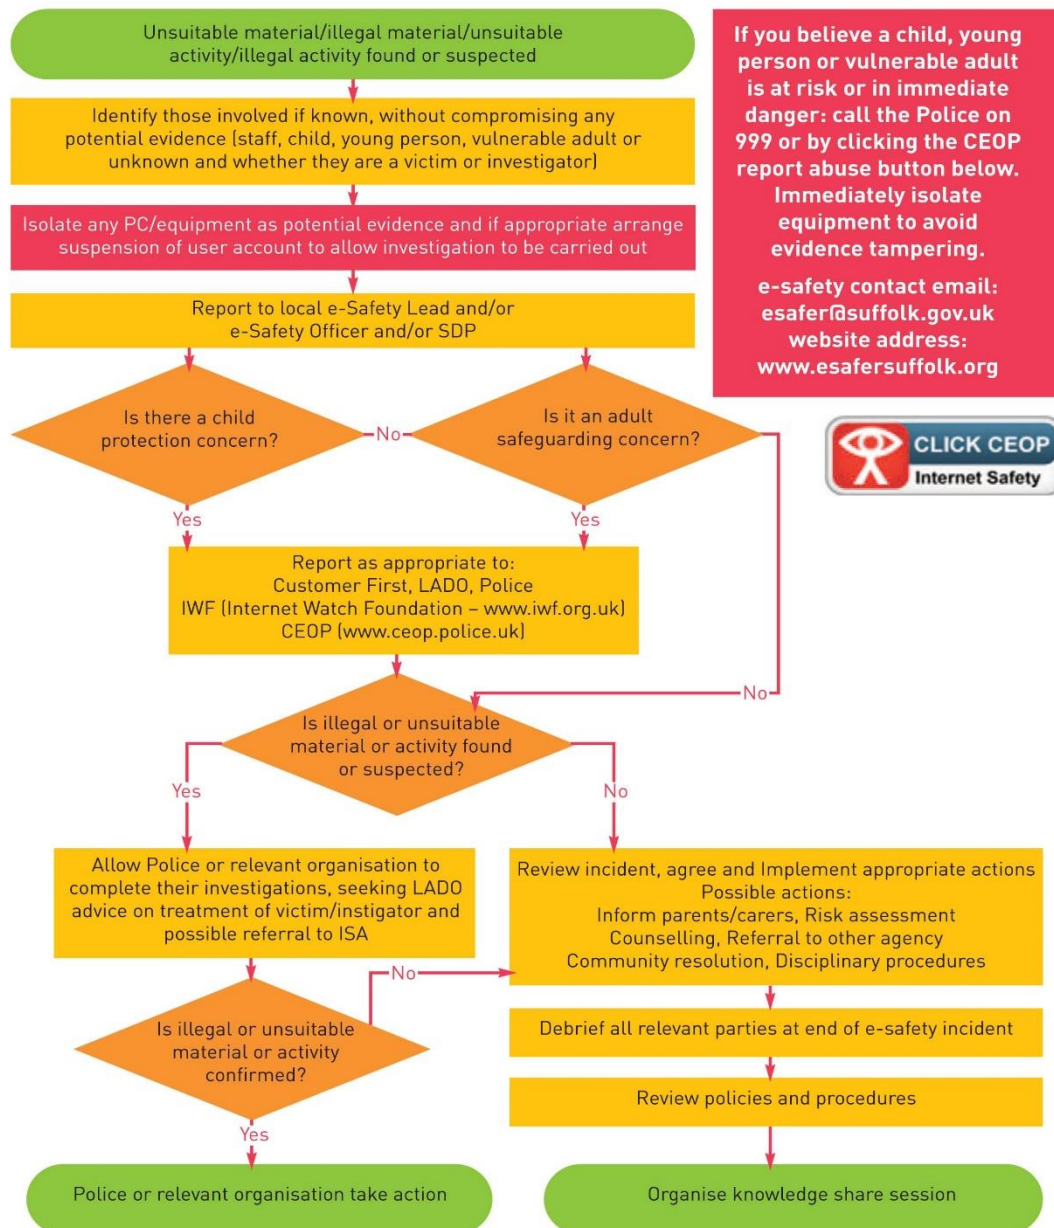 Unsuitable material/illegal material/unsuitable
activity/illegal activity found or suspected
Identify those involved if known, without compromising any
potential evidence (staff, child, young person, vulnerable adult or
unknown and whether they are a victim or investigator)
Isolate any PC/equipment as potential evidence and if appropriate arrange
suspension of user account to allow investigation to be carried out
Report to local e-Safety Lead and/or
e-Safety Officer and/or SDP
If you believe a child, young
person or vulnerable adult
is at risk or in immediate
danger: call the Police on
999 or by clicking the CEOP
report abuse button below.
Immediately isolate
equipment to avoid
evidence tampering.
e-safety contact email:
esafer@suffolk.gov.uk
website address:
www.esafersuffolk.org
CLICK CEOP
Internet Safety
Is there a child
protection concern?
No
Is it an adult
safeguarding concern?
Yes
Yes
Report as appropriate to:
Customer First, LADO, Police
IWF (Internet Watch Foundation – www.iwf.org.uk)
CEOP (www.ceop.police.uk)
No
Is illegal or unsuitable
material or activity found
or suspected?
Yes
No
Allow Police or relevant organisation to
complete their investigations, seeking LADO
advice on treatment of victim/instigator and
possible referral to ISA
Review incident, agree and Implement appropriate actions
Possible actions:
Inform parents/carers, Risk assessment
Counselling, Referral to other agency
Community resolution, Disciplinary procedures
No
Is illegal or unsuitable
material or activity
confirmed?
Debrief all relevant parties at end of e-safety incident
Review policies and procedures
Yes
Police or relevant organisation take action
Organise knowledge share session